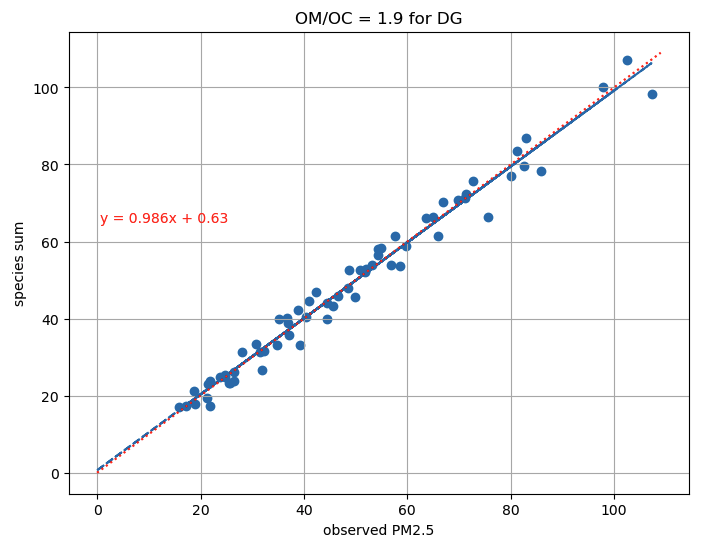 OM/OC = 1.9 for DG
100
80
y = 0.986x + 0.63
60
species sum
40
20
0
0 20 40 60 80 100
observed PM2.5